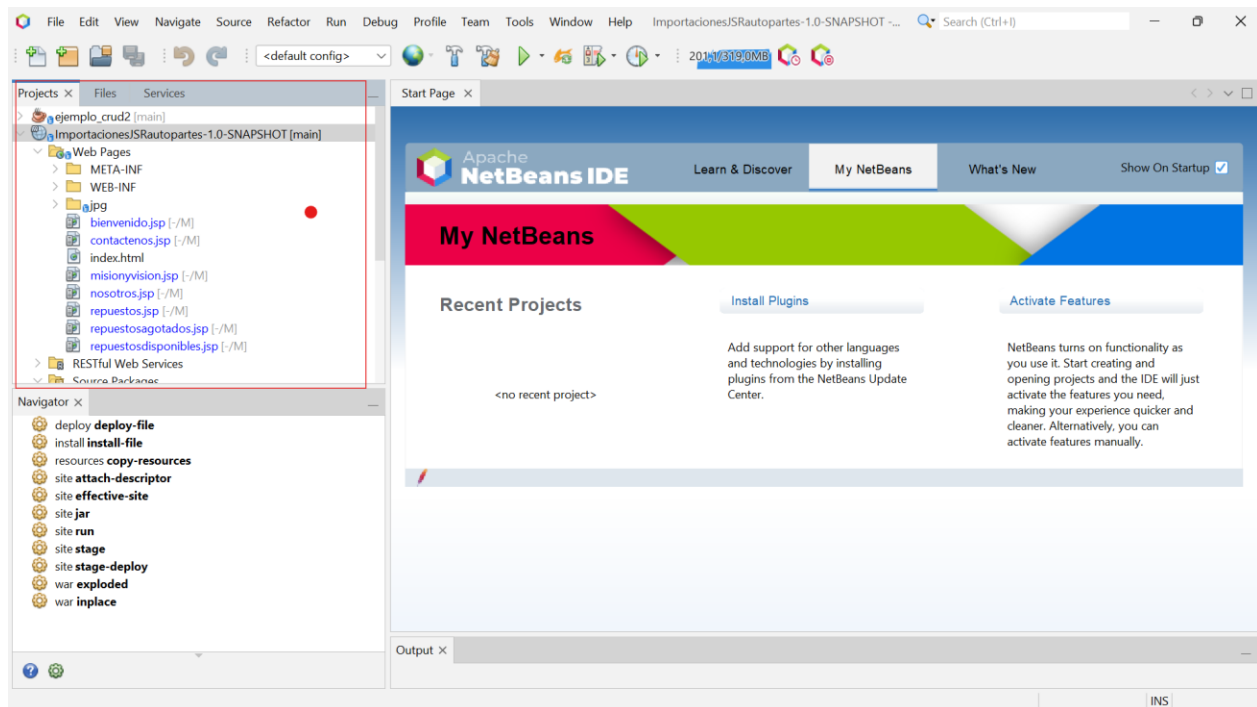 File Edit View Navigate Source Refactor Run Debug Profile Team Tools Window Help ImportacionesJSRautopartes-1.0-SNAPSHOT -... Search (Ctrl+I)
<default config> 201,1/319,0MB
Projects Files Services
ejemplo_crud2 [main]
ImportacionesJSRautopartes-1.0-SNAPSHOT [main]
Web Pages
META-INF
WEB-INF
jpg
bienvenido.jsp [-/M]
contactenos.jsp [-/M]
index.html
misionyvision.jsp [-/M]
nosotros.jsp [-/M]
repuestos.jsp [-/M]
repuestosagotados.jsp [-/M]
repuestosdisponibles.jsp [-/M]
RESTful Web Services
Source Packages
Navigator
deploy deploy-file
install install-file
resources copy-resources
site attach-descriptor
site effective-site
site jar
site run
site stage
site stage-deploy
war exploded
war inplace
Start Page
Apache
NetBeans IDE
Learn & Discover My NetBeans What's New Show On Startup
My NetBeans
Recent Projects
<no recent project>
Install Plugins
Add support for other languages
and technologies by installing
plugins from the NetBeans Update
Center.
Activate Features
NetBeans turns on functionality as
you use it. Start creating and
opening projects and the IDE will just
activate the features you need,
making your experience quicker and
cleaner. Alternatively, you can
activate features manually.
Output
INS